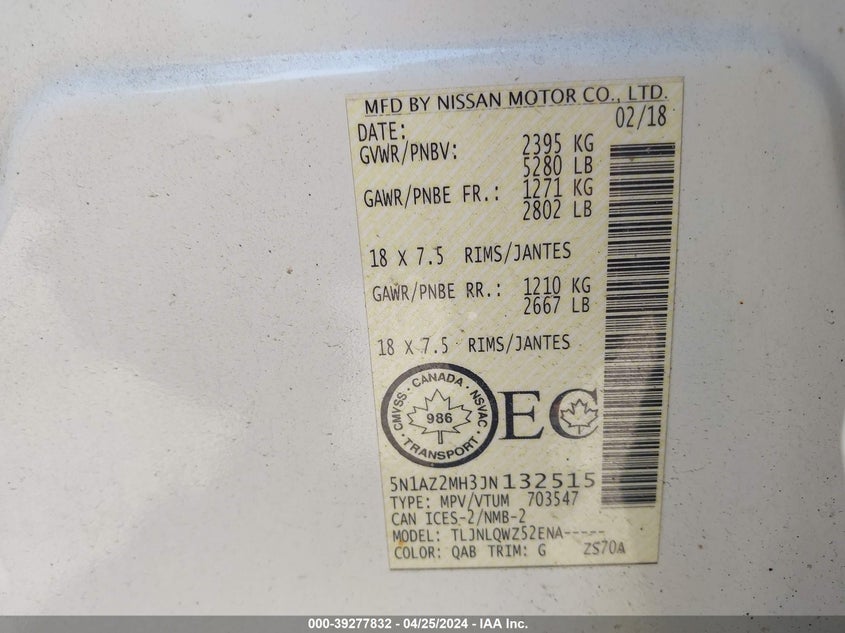 MFD BY NISSAN MOTOR CO., LTD.
DATE: 02/18
GVWR/PNBV: 2395 KG
5280 LB
GAWR/PNBE FR.: 1271 KG
2802 LB
18 X 7.5 RIMS/JANTES
GAWR/PNBE RR.: 1210 KG
2667 LB
18 X 7.5 RIMS/JANTES
CMVSS · CANADA · NSVAC · TRANSPORT ·
986
EC
5N1AZ2MH3JN132515
TYPE: MPV/VTUM 703547
CAN ICES-2/NMB-2
MODEL: TLJNLQWZ52ENA-----
COLOR: QAB TRIM: G ZS70A
000-39277832 - 04/25/2024 - IAA Inc.